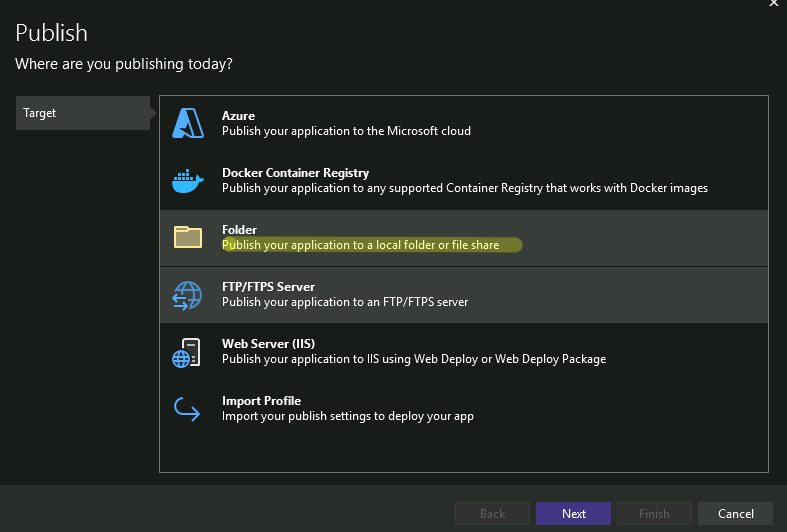 Publish
Where are you publishing today?
Target
Azure
Publish your application to the Microsoft cloud
Docker Container Registry
Publish your application to any supported Container Registry that works with Docker images
Folder
Publish your application to a local folder or file share
FTP/FTPS Server
Publish your application to an FTP/FTPS server
Web Server (IIS)
Publish your application to IIS using Web Deploy or Web Deploy Package
Import Profile
Import your publish settings to deploy your app
Back
Next
Finish
Cancel